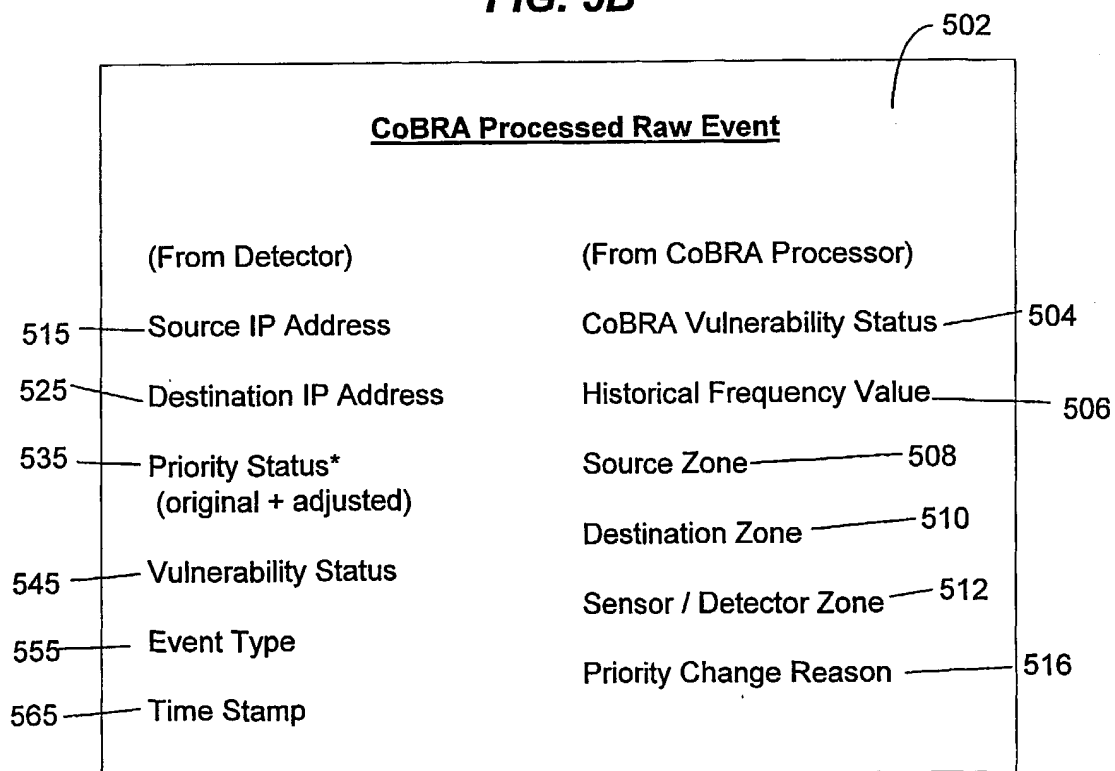 FIG. 5B
502
CoBRA Processed Raw Event
(From Detector) (From CoBRA Processor)
515 Source IP Address CoBRA Vulnerability Status 504
525 Destination IP Address Historical Frequency Value 506
535 Priority Status* Source Zone 508
(original + adjusted)
Destination Zone 510
545 Vulnerability Status
Sensor / Detector Zone 512
555 Event Type
Priority Change Reason 516
565 Time Stamp